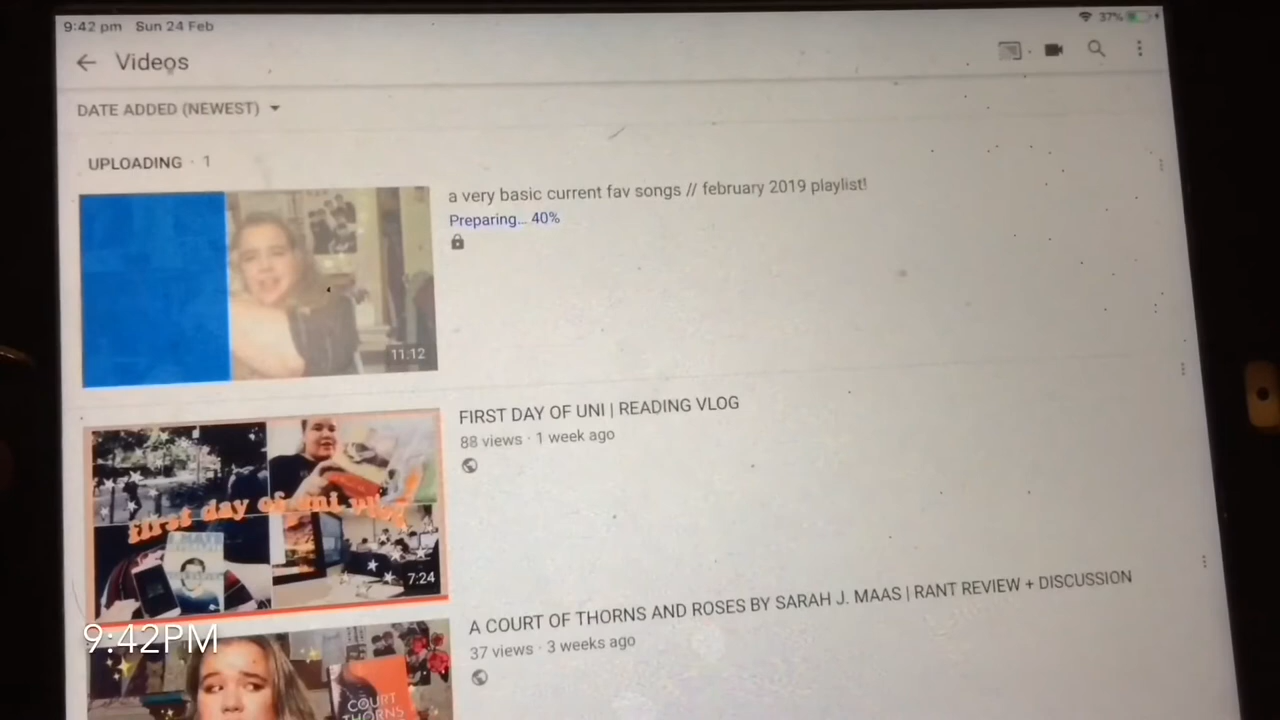 9:42 pm Sun 24 Feb
37%
Videos
DATE ADDED (NEWEST)
UPLOADING · 1
a very basic current fav songs // february 2019 playlist!
Preparing... 40%
11:12
FIRST DAY OF UNI | READING VLOG
88 views · 1 week ago
first day of uni
7:24
A COURT OF THORNS AND ROSES BY SARAH J. MAAS | RANT REVIEW + DISCUSSION
37 views · 3 weeks ago
9:42PM
COURT
THORNS